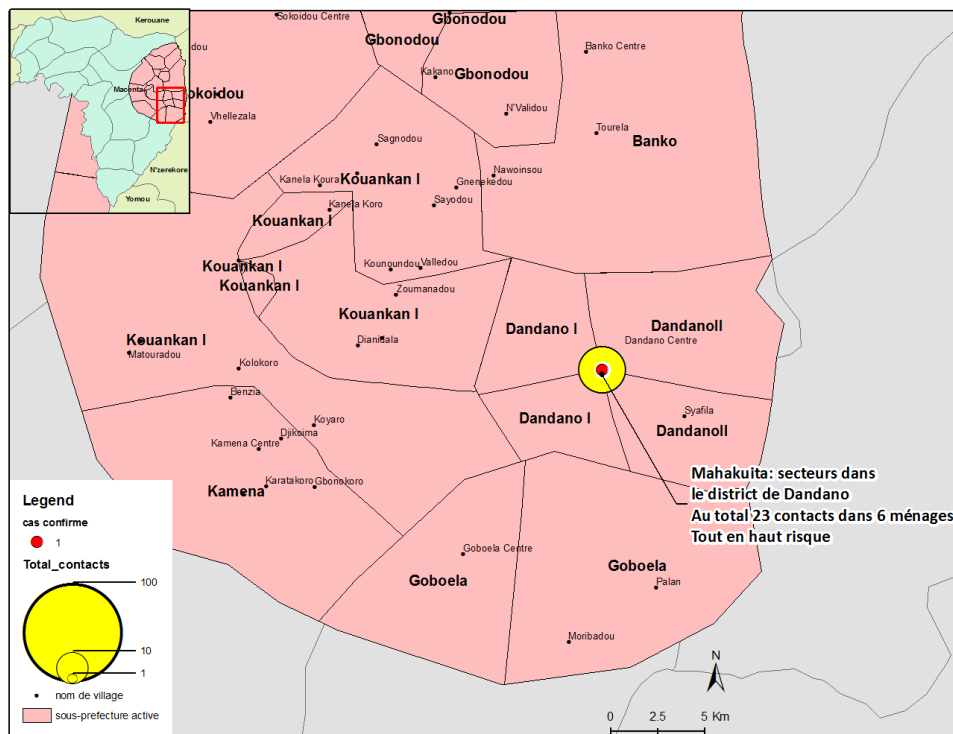 Kerouane
Macenta
N'zerekore
Yomou
Sokoidou Centre
Gbonodou
Gbonodou
Kakano
Gbonodou
Banko Centre
okoidou
Vhellezala
N'Validou
Tourela
Banko
Sagnodou
Kanela Koura
Kouankan I
Gnenekedou
Nawoinsou
Sayodou
Kanela Koro
Kouankan I
Kouankan I
Kouankan I
Kounoundou
Valledou
Zoumanadou
Kouankan I
Dianidala
Dandano I
DandanoII
Dandano Centre
Kouankan I
Matouradou
Kolokoro
Benzia
Koyaro
Djikoima
Kamena Centre
Dandano I
Syafila
DandanoII
Kamena
Karatakoro
Gbonokoro
Mahakuita: secteurs dans
le district de Dandano
Au total 23 contacts dans 6 ménages
Tout en haut risque
Goboela Centre
Goboela
Goboela
Palan
Moribadou
Legend
cas confirme
1
Total_contacts
100
10
1
nom de village
sous-prefecture active
N
0 2.5 5 Km